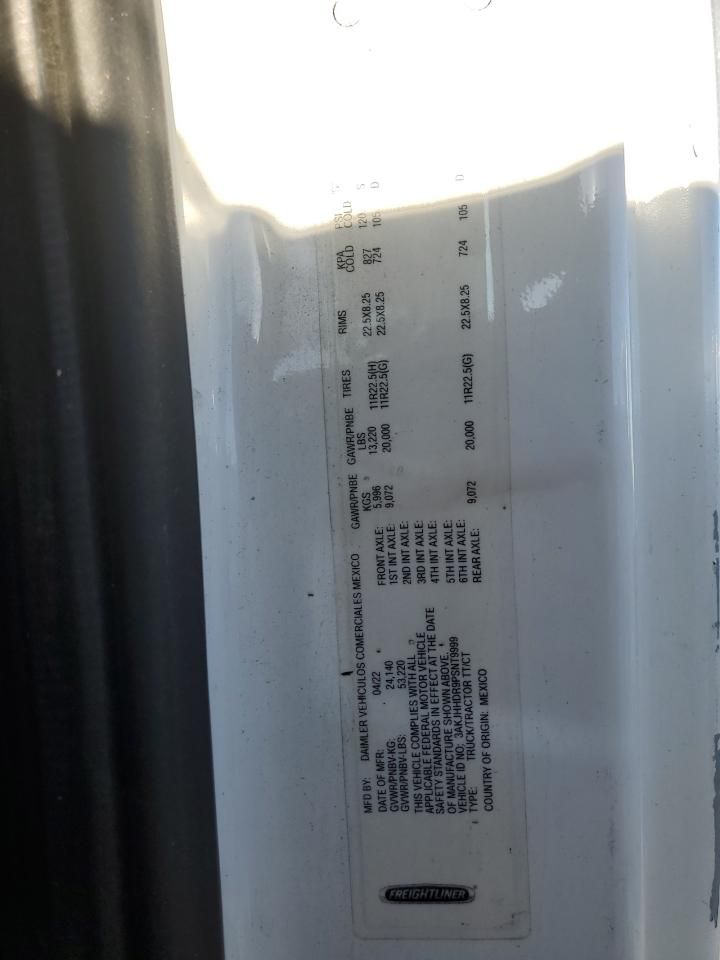 FREIGHTLINER
MFD BY: DAIMLER VEHICULOS COMERCIALES MEXICO
DATE OF MFR: 04/22
GVWR/PNBV-KG: 24,140
GVWR/PNBV-LBS: 53,220
THIS VEHICLE COMPLIES WITH ALL
APPLICABLE FEDERAL MOTOR VEHICLE
SAFETY STANDARDS IN EFFECT AT THE DATE
OF MANUFACTURE SHOWN ABOVE.
VEHICLE ID NO: 3AKJHHDR9PSNT9999
TYPE: TRUCK/TRACTOR TT/CT
COUNTRY OF ORIGIN: MEXICO
GAWR/PNBE GAWR/PNBE TIRES RIMS KPA PSI
KGS LBS COLD COLD
FRONT AXLE: 5,996 13,220 11R22.5(H) 22.5X8.25 827 120 S
1ST INT AXLE: 9,072 20,000 11R22.5(G) 22.5X8.25 724 105 D
2ND INT AXLE:
3RD INT AXLE:
4TH INT AXLE:
5TH INT AXLE:
6TH INT AXLE:
REAR AXLE: 9,072 20,000 11R22.5(G) 22.5X8.25 724 105 D